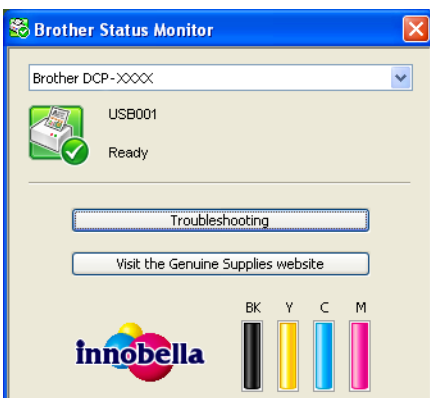 Brother Status Monitor
Brother DCP-XXXX
USB001
Ready
Troubleshooting
Visit the Genuine Supplies website
BK Y C M
innobella